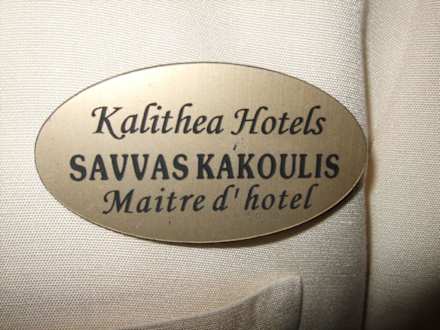 Kalithea Hotels
SAVVAS KAKOULIS
Maitre d'hotel